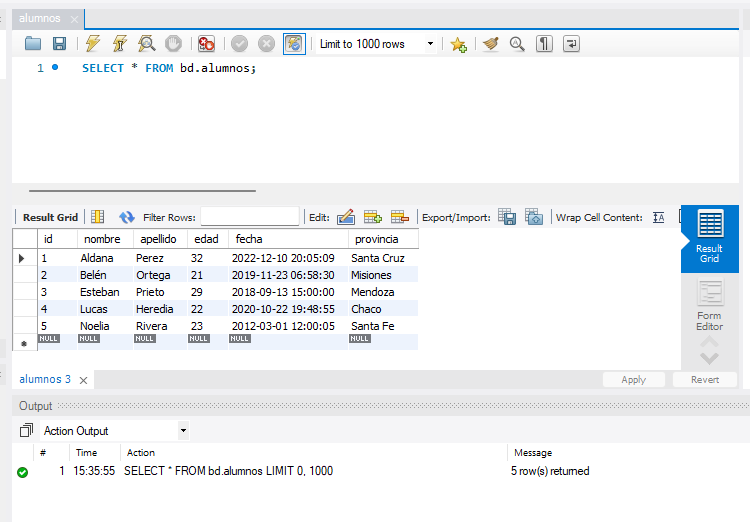 alumnos
Limit to 1000 rows
1 SELECT * FROM bd.alumnos;
Result Grid Filter Rows: Edit: Export/Import: Wrap Cell Content:
id nombre apellido edad fecha provincia
1 Aldana Perez 32 2022-12-10 20:05:09 Santa Cruz
2 Belén Ortega 21 2019-11-23 06:58:30 Misiones
3 Esteban Prieto 29 2018-09-13 15:00:00 Mendoza
4 Lucas Heredia 22 2020-10-22 19:48:55 Chaco
5 Noelia Rivera 23 2012-03-01 12:00:05 Santa Fe
NULL NULL NULL NULL NULL NULL
Result
Grid
Form
Editor
alumnos 3
Apply Revert
Output
Action Output
# Time Action Message
1 15:35:55 SELECT * FROM bd.alumnos LIMIT 0, 1000 5 row(s) returned